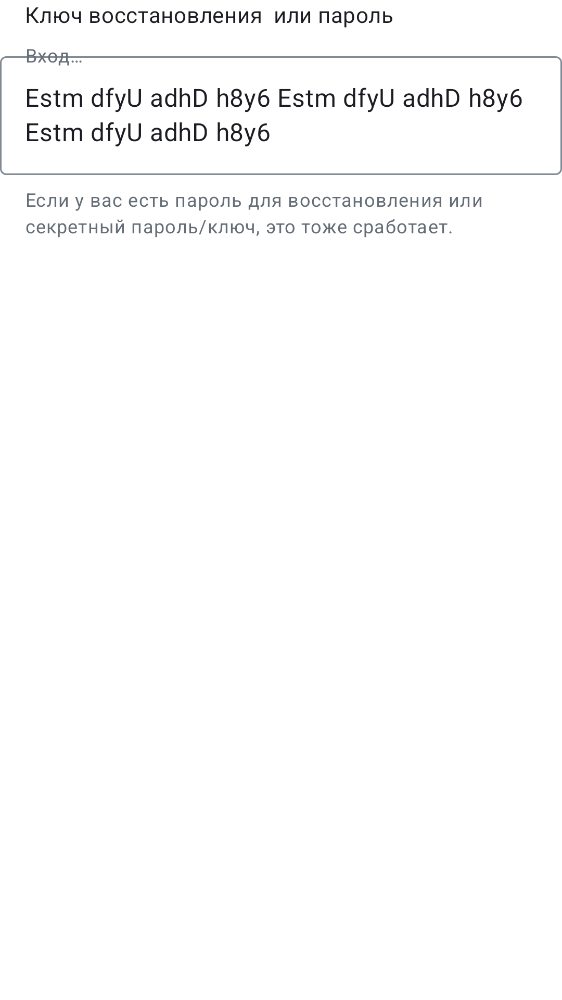 Ключ восстановления  или пароль
Вход…
Estm dfyU adhD h8y6 Estm dfyU adhD h8y6
Estm dfyU adhD h8y6
Если у вас есть пароль для восстановления или
секретный пароль/ключ, это тоже сработает.